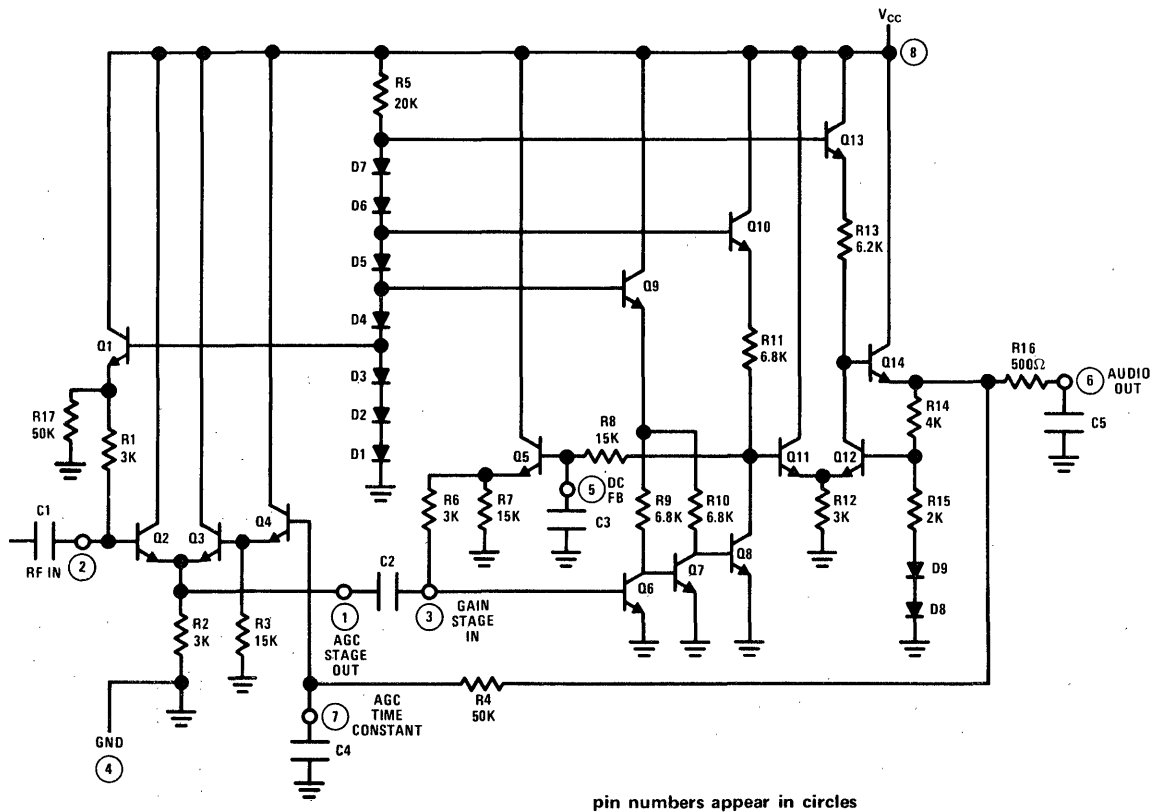 VCC
8
R5
20K
Q13
D7
D6
Q10
R13
6.2K
D5
Q9
D4
Q1
R11
6.8K
Q14
R16
500Ω
6
AUDIO
OUT
D3
R17
50K
R1
3K
D2
R8
15K
R14
4K
C5
D1
Q5
Q11
Q12
5
DC
FB
R6
3K
R7
15K
C3
R9
6.8K
R10
6.8K
R12
3K
R15
2K
C1
Q2
Q3
Q4
RF IN
2
C2
Q6
Q7
Q8
D9
1
AGC
STAGE
OUT
3
GAIN
STAGE
IN
D8
R2
3K
R3
15K
R4
50K
7
AGC
TIME
CONSTANT
GND
4
C4
pin numbers appear in circles